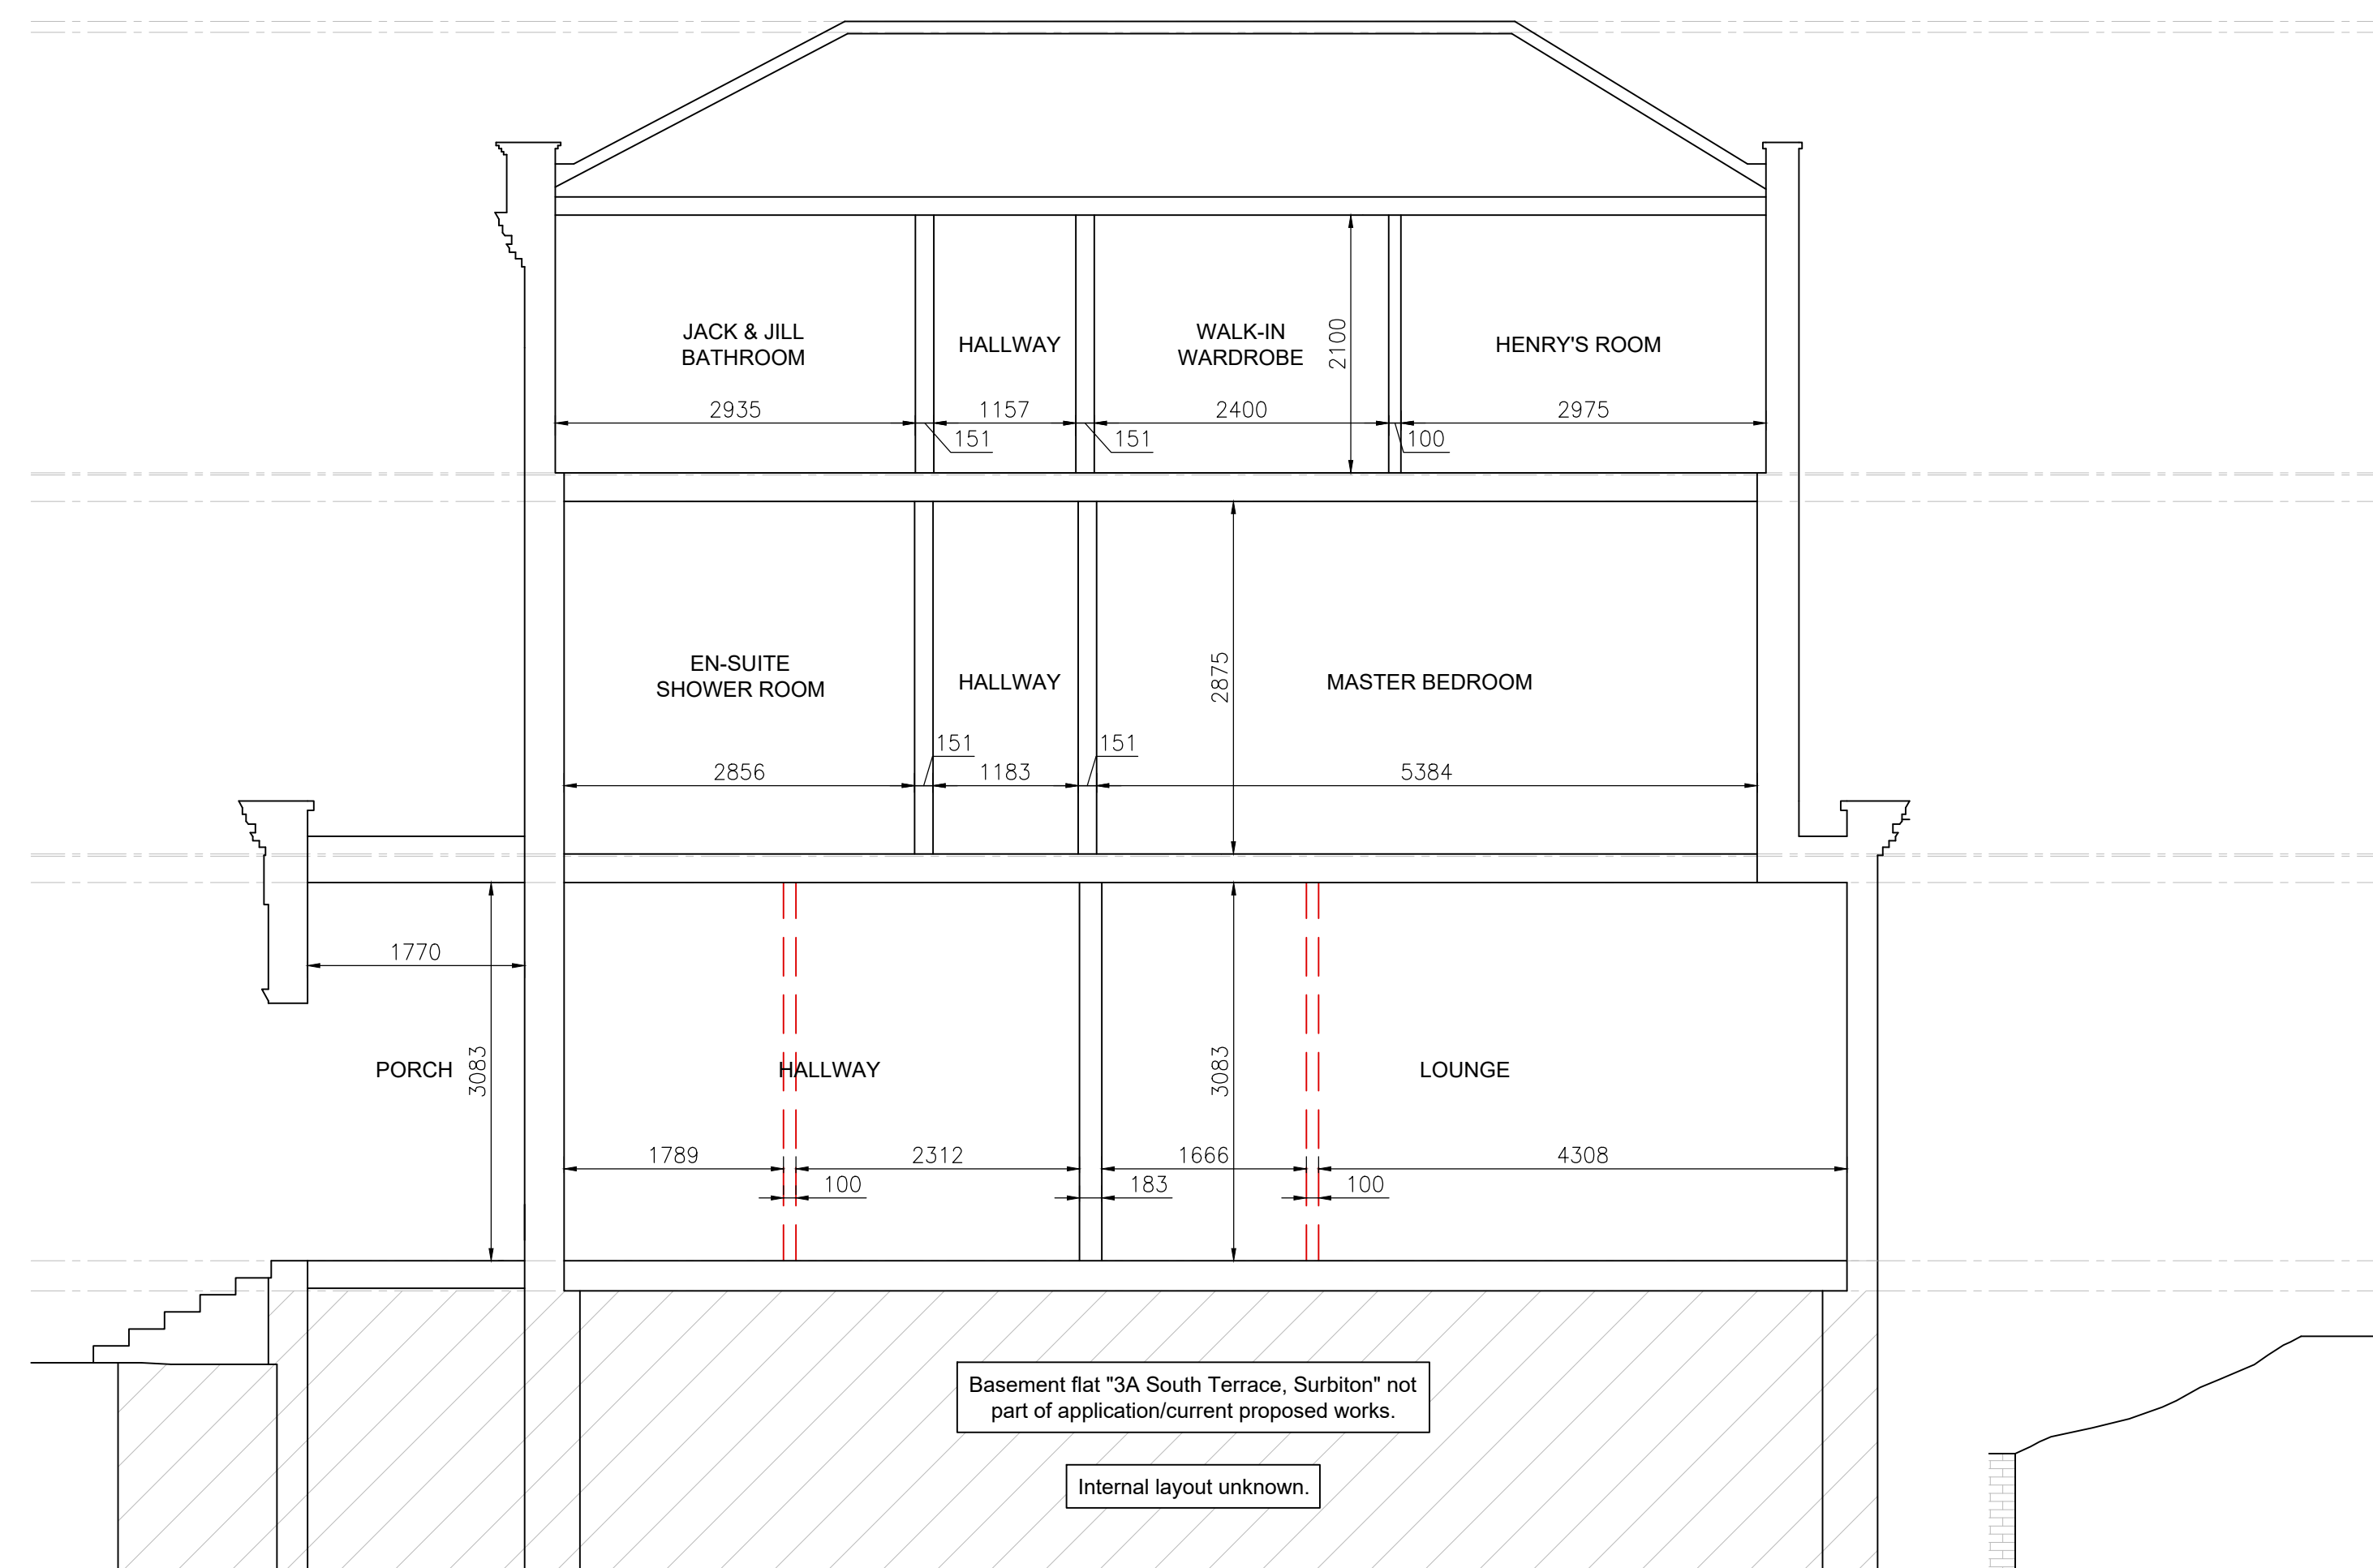 JACK & JILL
BATHROOM
HALLWAY
WALK-IN
WARDROBE
2100
HENRY'S ROOM
2935
1157
2400
2975
151
151
100
EN-SUITE
SHOWER ROOM
HALLWAY
2875
MASTER BEDROOM
151
151
2856
1183
5384
1770
PORCH
3083
HALLWAY
3083
LOUNGE
1789
2312
1666
4308
100
183
100
Basement flat "3A South Terrace, Surbiton" not
part of application/current proposed works.
Internal layout unknown.